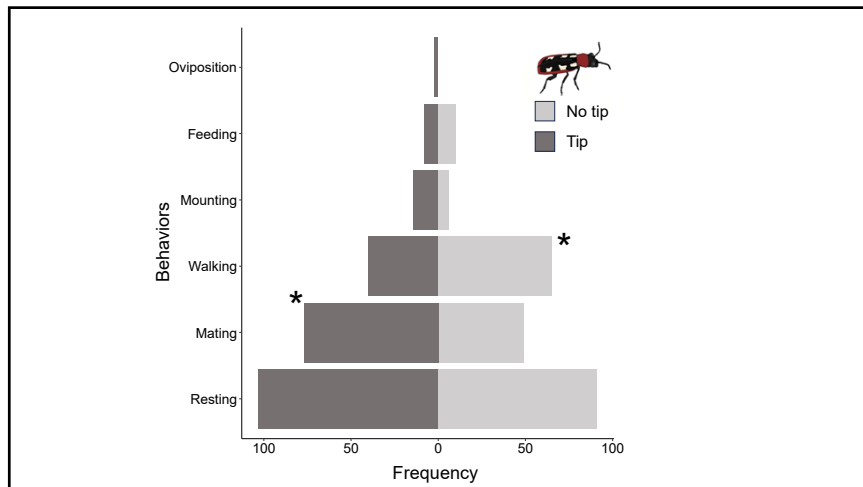 Oviposition
Feeding
Mounting
Walking
Mating
Resting
Behaviors
No tip
Tip
*
*
100 50 0 50 100
Frequency